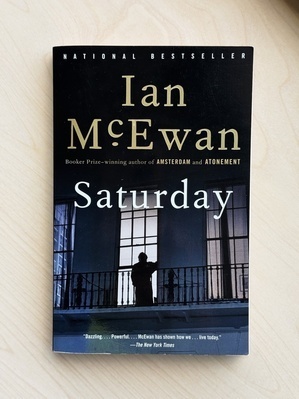 NATIONAL BESTSELLER
Ian
McEwan
Booker Prize–winning author of AMSTERDAM and ATONEMENT
Saturday
"Dazzling. . . . Powerful. . . . McEwan has shown how we . . . live today."
—The New York Times